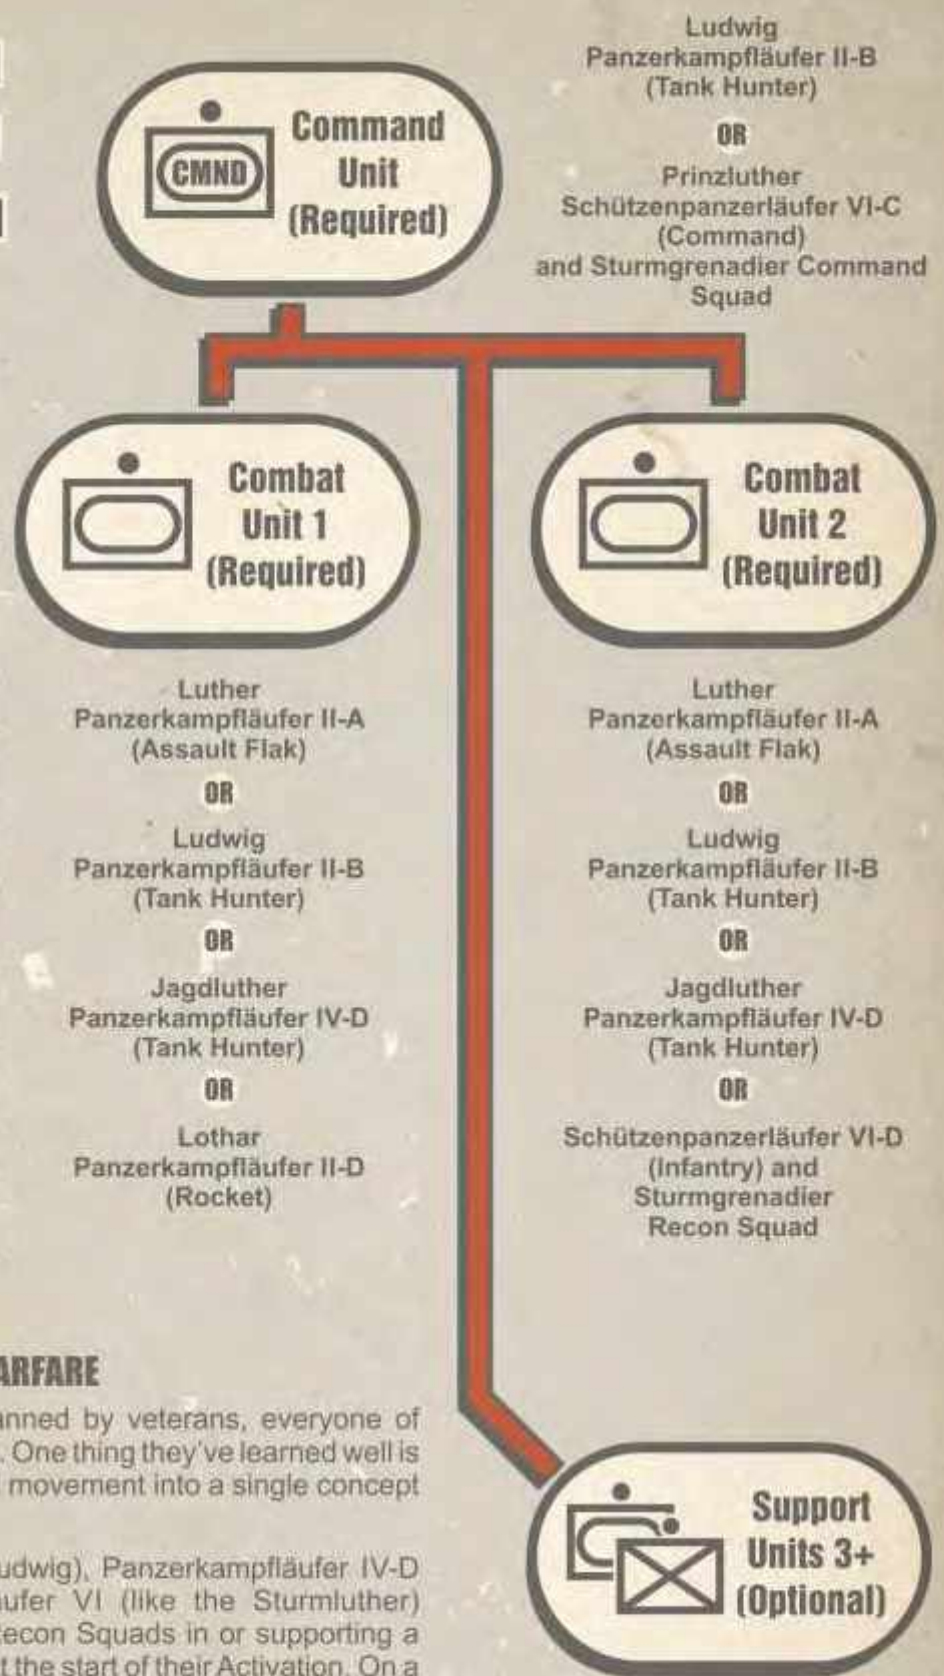 Ludwig
Panzerkampfläufer II-B
(Tank Hunter)
OR
Prinzluther
Schützenpanzerläufer VI-C
(Command)
and Sturmgrenadier Command
Squad
CMND
Command
Unit
(Required)
Combat
Unit 1
(Required)
Luther
Panzerkampfläufer II-A
(Assault Flak)
OR
Ludwig
Panzerkampfläufer II-B
(Tank Hunter)
OR
Jagdluther
Panzerkampfläufer IV-D
(Tank Hunter)
OR
Lothar
Panzerkampfläufer II-D
(Rocket)
Combat
Unit 2
(Required)
Luther
Panzerkampfläufer II-A
(Assault Flak)
OR
Ludwig
Panzerkampfläufer II-B
(Tank Hunter)
OR
Jagdluther
Panzerkampfläufer IV-D
(Tank Hunter)
OR
Schützenpanzerläufer VI-D
(Infantry) and
Sturmgrenadier
Recon Squad
ARFARE
anned by veterans, everyone of
. One thing they've learned well is
movement into a single concept
udwig), Panzerkampfläufer IV-D
äufer VI (like the Sturmluther)
Recon Squads in or supporting a
t the start of their Activation. On a
Support
Units 3+
(Optional)